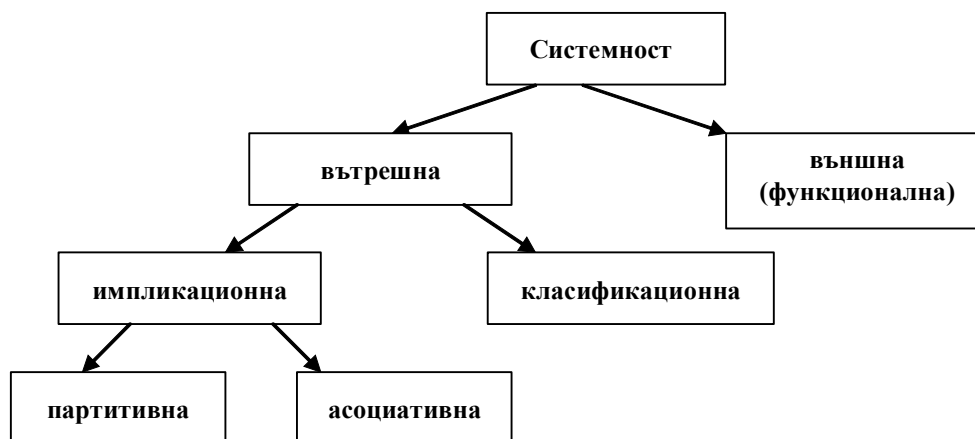 Системност
вътрешна
външна
(функционална)
импликационна
класификационна
партитивна
асоциативна